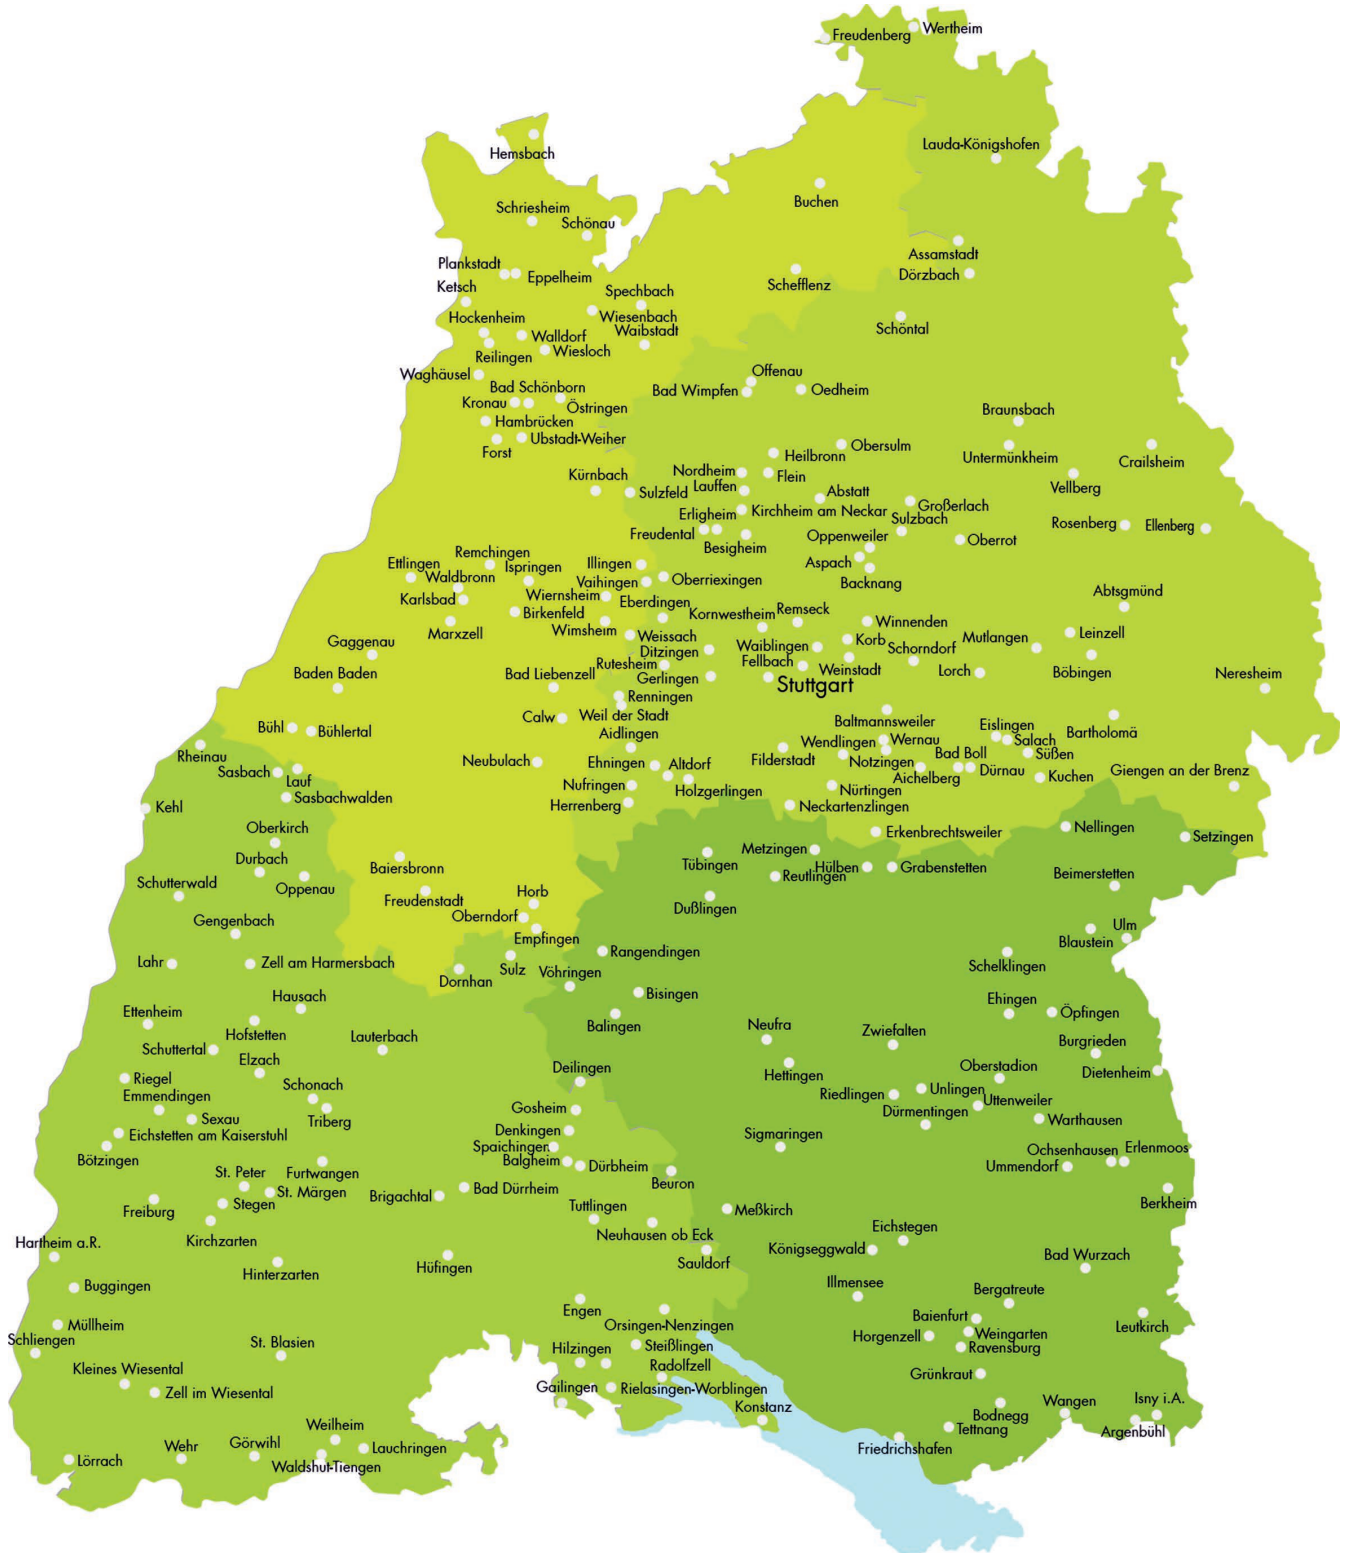 Freudenberg
Wertheim
Hemsbach
Lauda-Königshofen
Buchen
Schriesheim
Schönau
Assamstadt
Plankstadt
Eppelheim
Dörzbach
Schefflenz
Ketsch
Spechbach
Wiesenbach
Hockenheim
Waibstadt
Schöntal
Walldorf
Reilingen
Wiesloch
Waghäusel
Offenau
Bad Schönborn
Bad Wimpfen
Oedheim
Kronau
Östringen
Braunsbach
Hambrücken
Ubstadt-Weiher
Forst
Obersulm
Heilbronn
Untermünkheim
Crailsheim
Kürnbach
Nordheim
Flein
Vellberg
Sulzfeld
Lauffen
Abstatt
Großerlach
Kirchheim am Neckar
Erligheim
Sulzbach
Rosenberg
Ellenberg
Freudental
Besigheim
Oppenweiler
Oberrot
Remchingen
Ettlingen
Ispringen
Illingen
Aspach
Waldbronn
Vaihingen
Oberriexingen
Backnang
Karlsbad
Wiernsheim
Eberdingen
Abtsgmünd
Birkenfeld
Kornwestheim
Remseck
Marxzell
Wimsheim
Winnenden
Gaggenau
Weissach
Waiblingen
Korb
Mutlangen
Leinzell
Ditzingen
Schorndorf
Rutesheim
Fellbach
Weinstadt
Baden Baden
Bad Liebenzell
Gerlingen
Stuttgart
Lorch
Böbingen
Neresheim
Renningen
Calw
Weil der Stadt
Bühl
Bühlertal
Baltmannsweiler
Eislingen
Bartholomä
Aidlingen
Wendlingen
Wernau
Salach
Rheinau
Filderstadt
Notzingen
Bad Boll
Süßen
Sasbach
Lauf
Neubulach
Ehningen
Altdorf
Aichelberg
Dürnau
Kuchen
Giengen an der Brenz
Sasbachwalden
Nufringen
Holzgerlingen
Nürtingen
Kehl
Herrenberg
Neckartenzlingen
Oberkirch
Erkenbrechtsweiler
Nellingen
Setzingen
Durbach
Baiersbronn
Tübingen
Metzingen
Hülben
Grabenstetten
Schutterwald
Oppenau
Reutlingen
Beimerstetten
Freudenstadt
Horb
Dußlingen
Gengenbach
Oberndorf
Empfingen
Ulm
Blaustein
Lahr
Zell am Harmersbach
Rangendingen
Schelklingen
Dornhan
Sulz
Vöhringen
Hausach
Bisingen
Ehingen
Ettenheim
Öpfingen
Hofstetten
Lauterbach
Balingen
Neufra
Zwiefalten
Schuttertal
Burgrieden
Elzach
Deilingen
Hettingen
Oberstadion
Dietenheim
Riegel
Schonach
Riedlingen
Unlingen
Emmendingen
Gosheim
Uttenweiler
Sexau
Triberg
Dürmentingen
Warthausen
Eichstetten am Kaiserstuhl
Denkingen
Sigmaringen
Spaichingen
Ochsenhausen
Erlenmoos
Bötzingen
Balgheim
Dürbheim
Ummendorf
St. Peter
Furtwangen
Beuron
St. Märgen
Brigachtal
Bad Dürrheim
Stegen
Tuttlingen
Meßkirch
Berkheim
Freiburg
Neuhausen ob Eck
Eichstegen
Hartheim a.R.
Kirchzarten
Königseggwald
Bad Wurzach
Hinterzarten
Hüfingen
Sauldorf
Buggingen
Illmensee
Bergatreute
Engen
Baienfurt
Müllheim
Orsingen-Nenzingen
Leutkirch
Schliengen
St. Blasien
Horgenzell
Weingarten
Hilzingen
Steißlingen
Ravensburg
Kleines Wiesental
Radolfzell
Grünkraut
Zell im Wiesental
Gailingen
Rielasingen-Worblingen
Konstanz
Wangen
Isny i.A.
Bodnegg
Weilheim
Tettnang
Argenbühl
Lörrach
Wehr
Görwihl
Lauchringen
Friedrichshafen
Waldshut-Tiengen